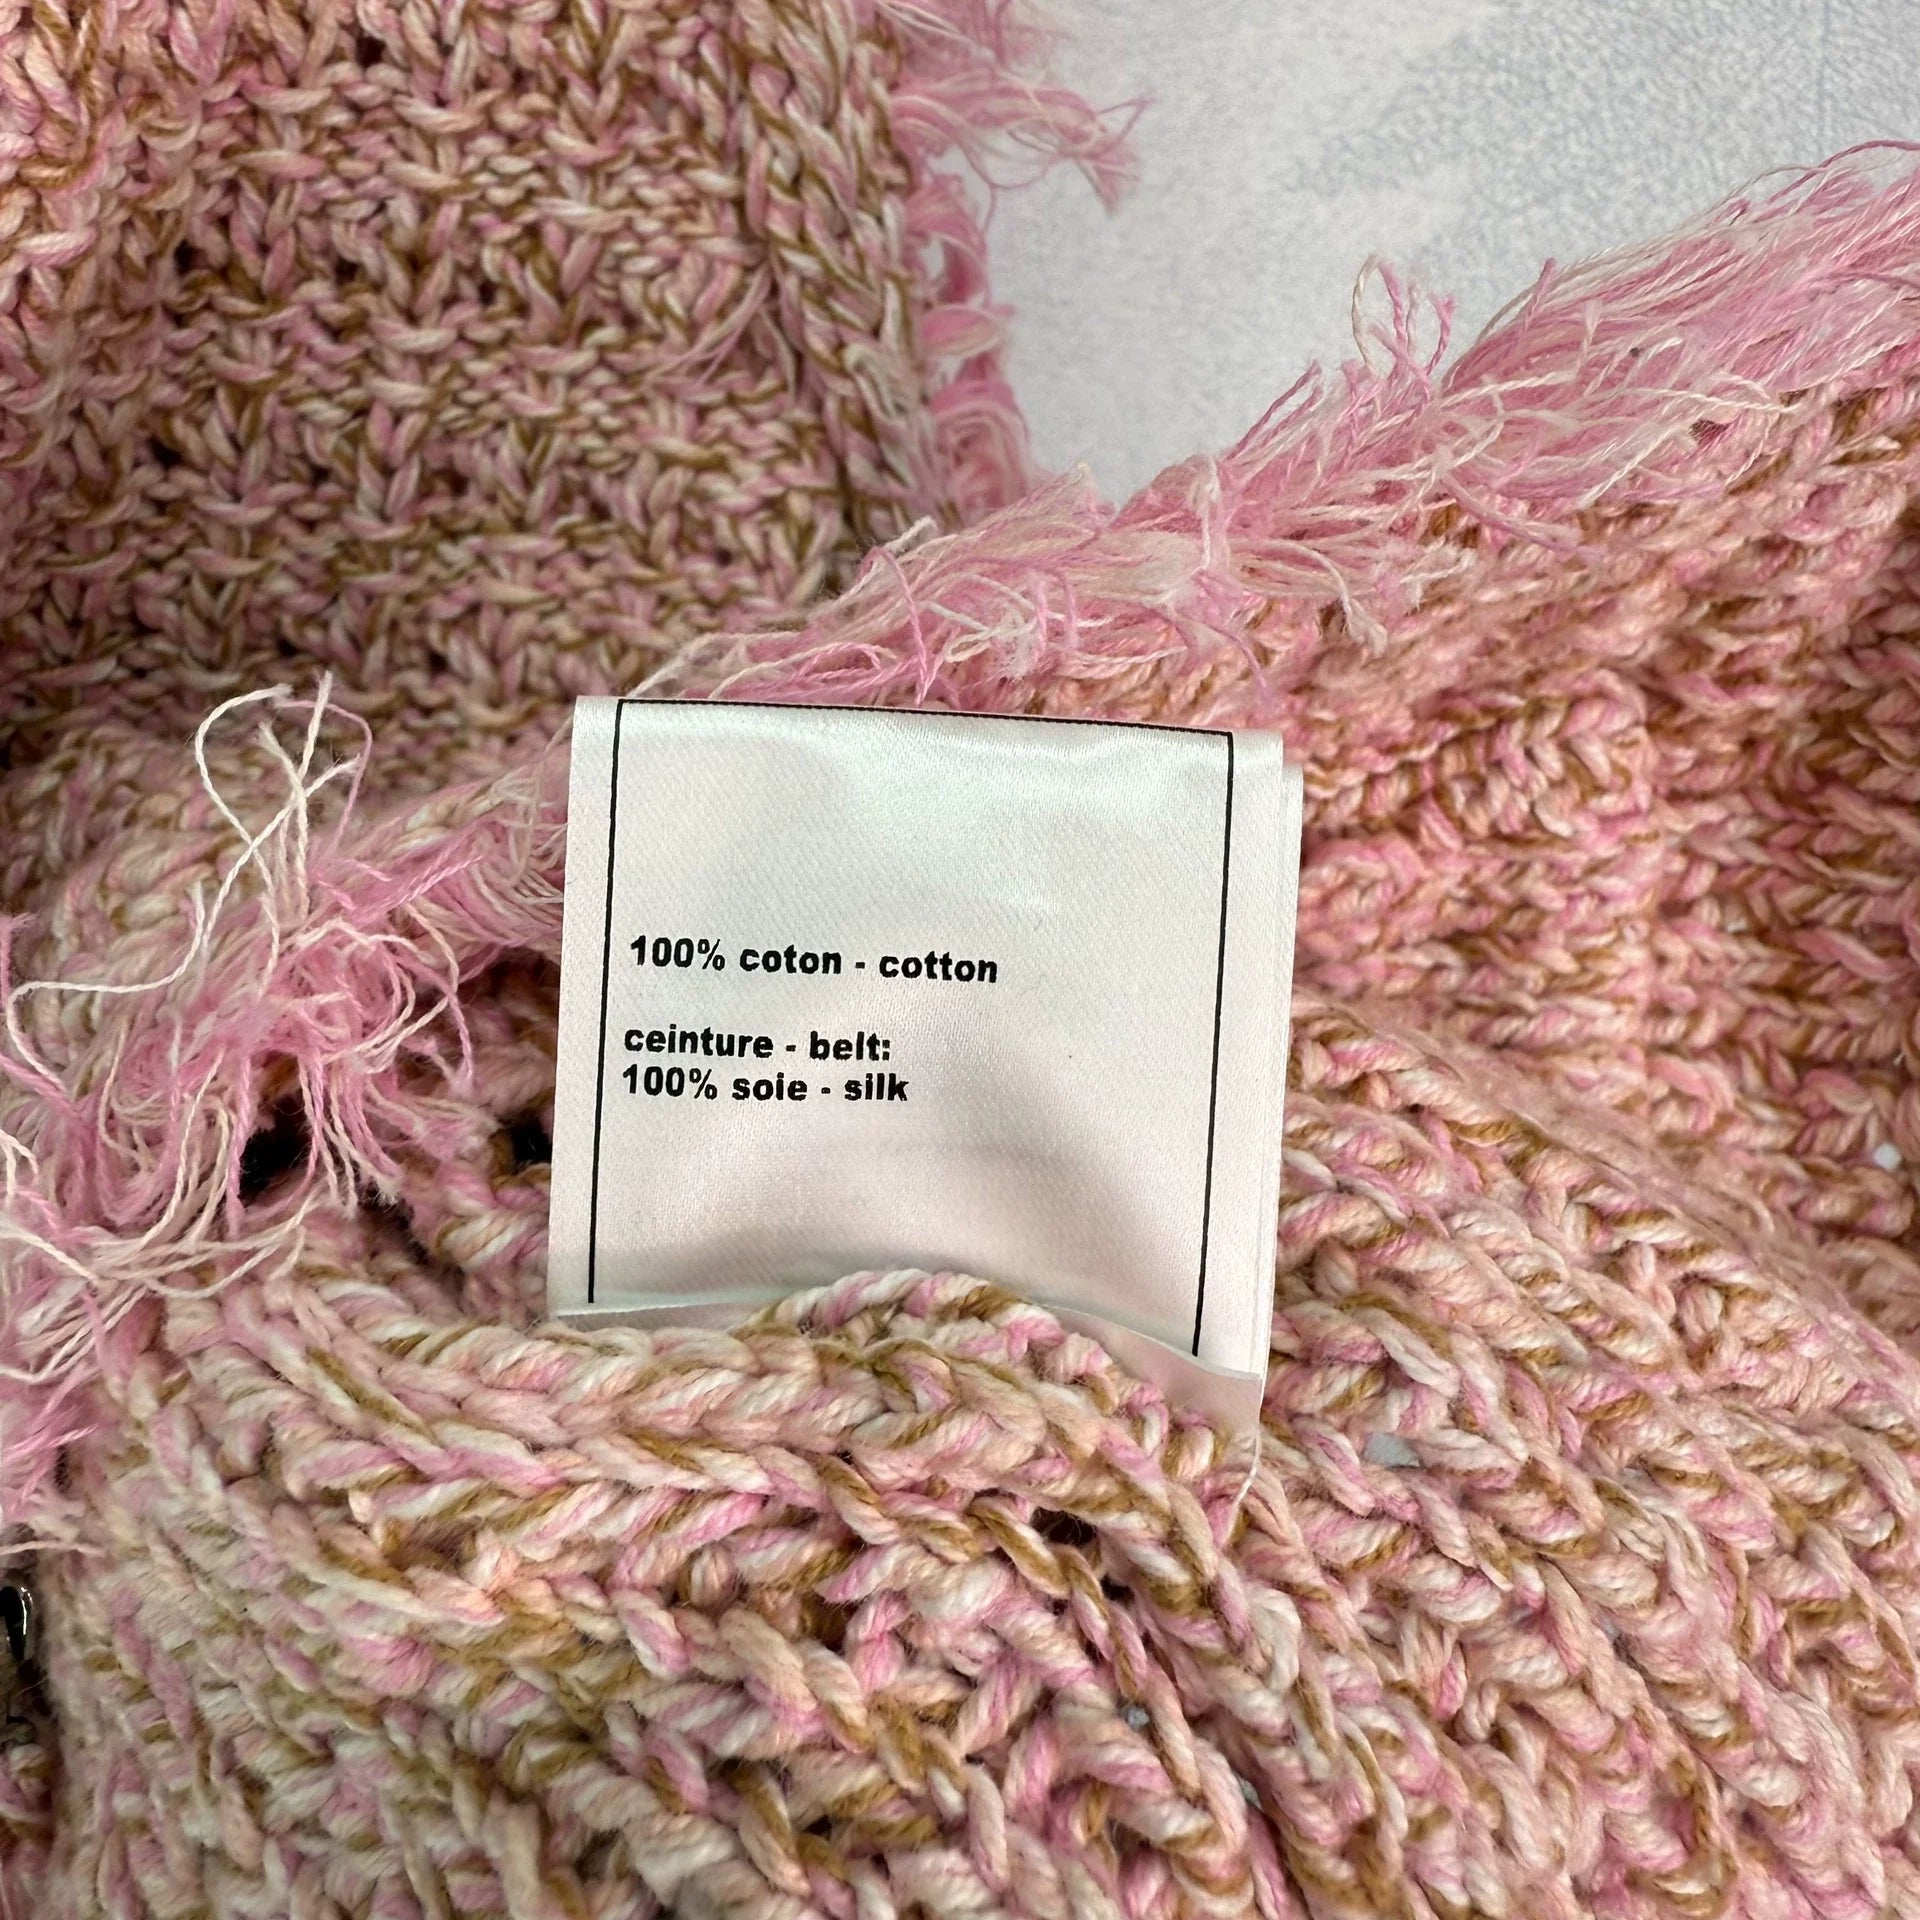 100% coton - cotton
ceinture - belt:
100% soie - silk